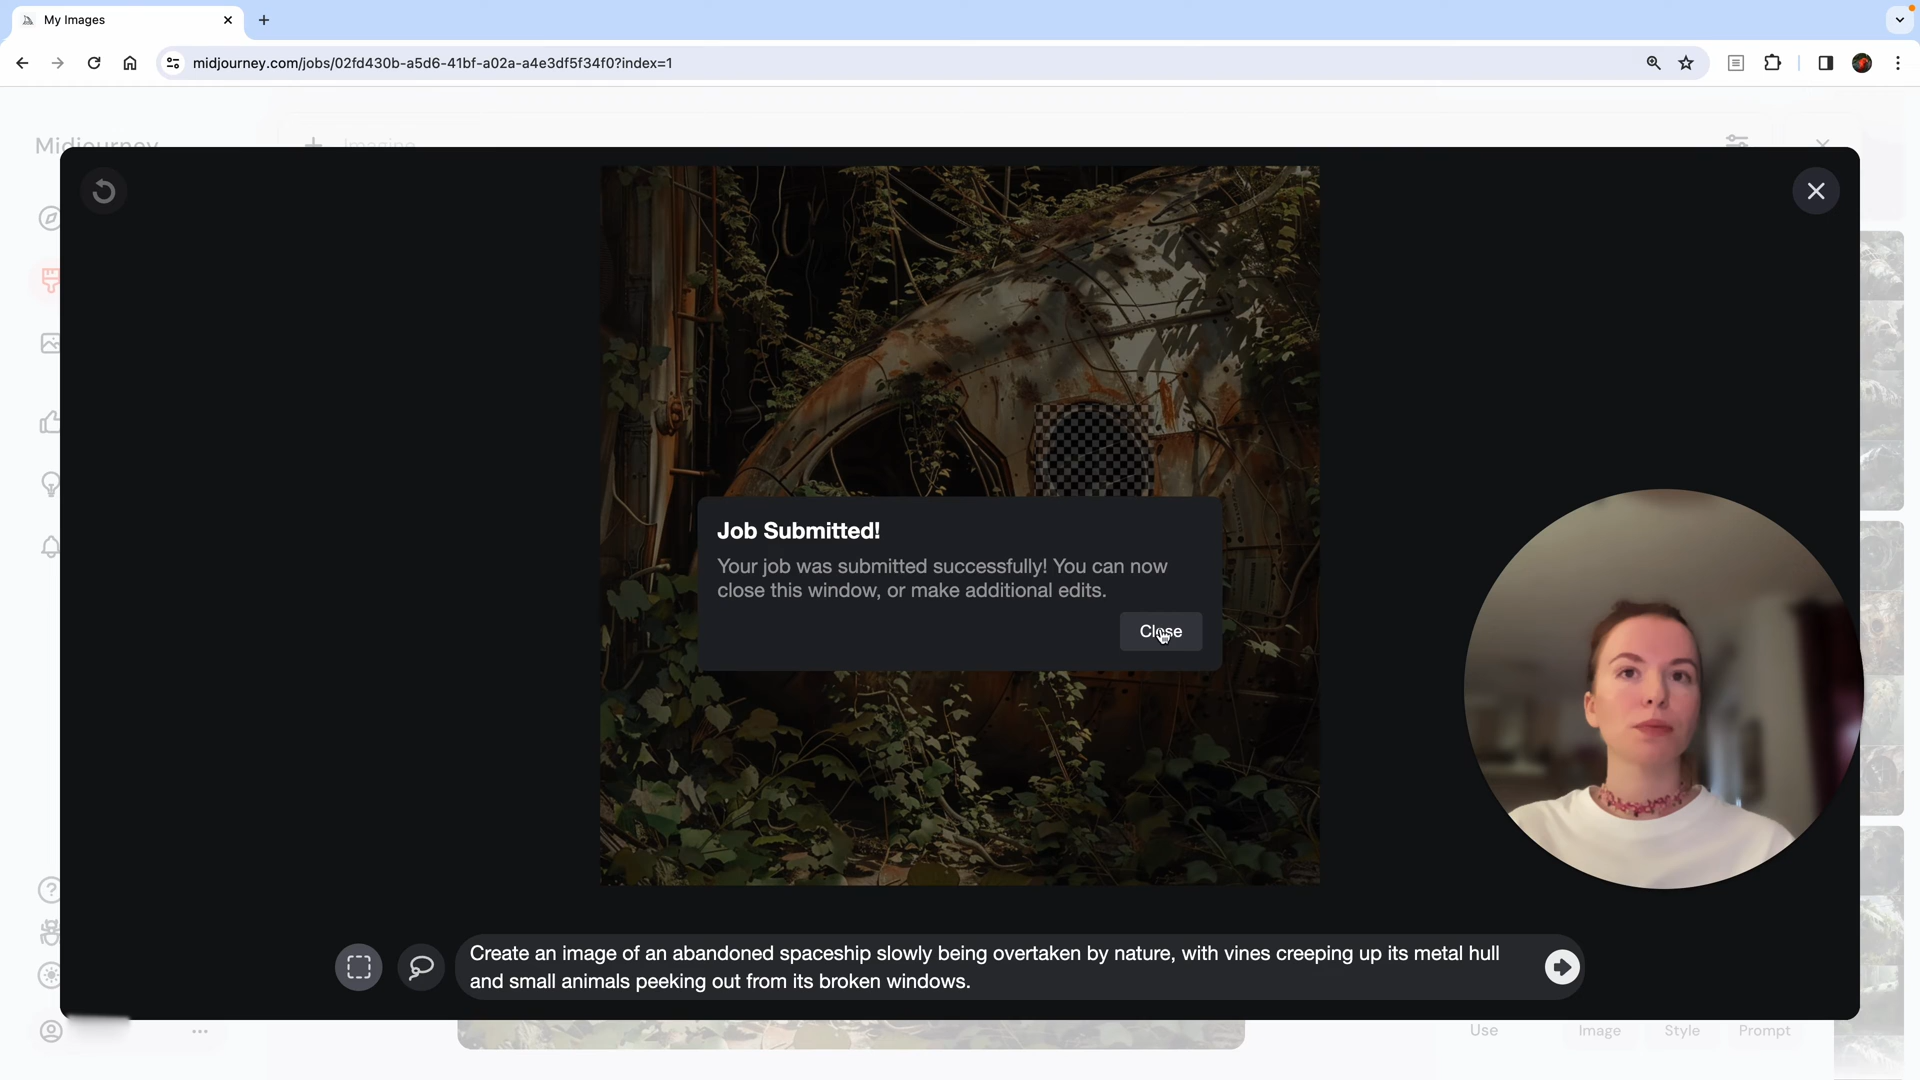 My Images
midjourney.com/jobs/02fd430b-a5d6-41bf-a02a-a4e3df5f34f0?index=1
Midjourney
Imagine
Job Submitted!
Your job was submitted successfully! You can now
close this window, or make additional edits.
Close
Create an image of an abandoned spaceship slowly being overtaken by nature, with vines creeping up its metal hull
and small animals peeking out from its broken windows.
Use Image Style Prompt